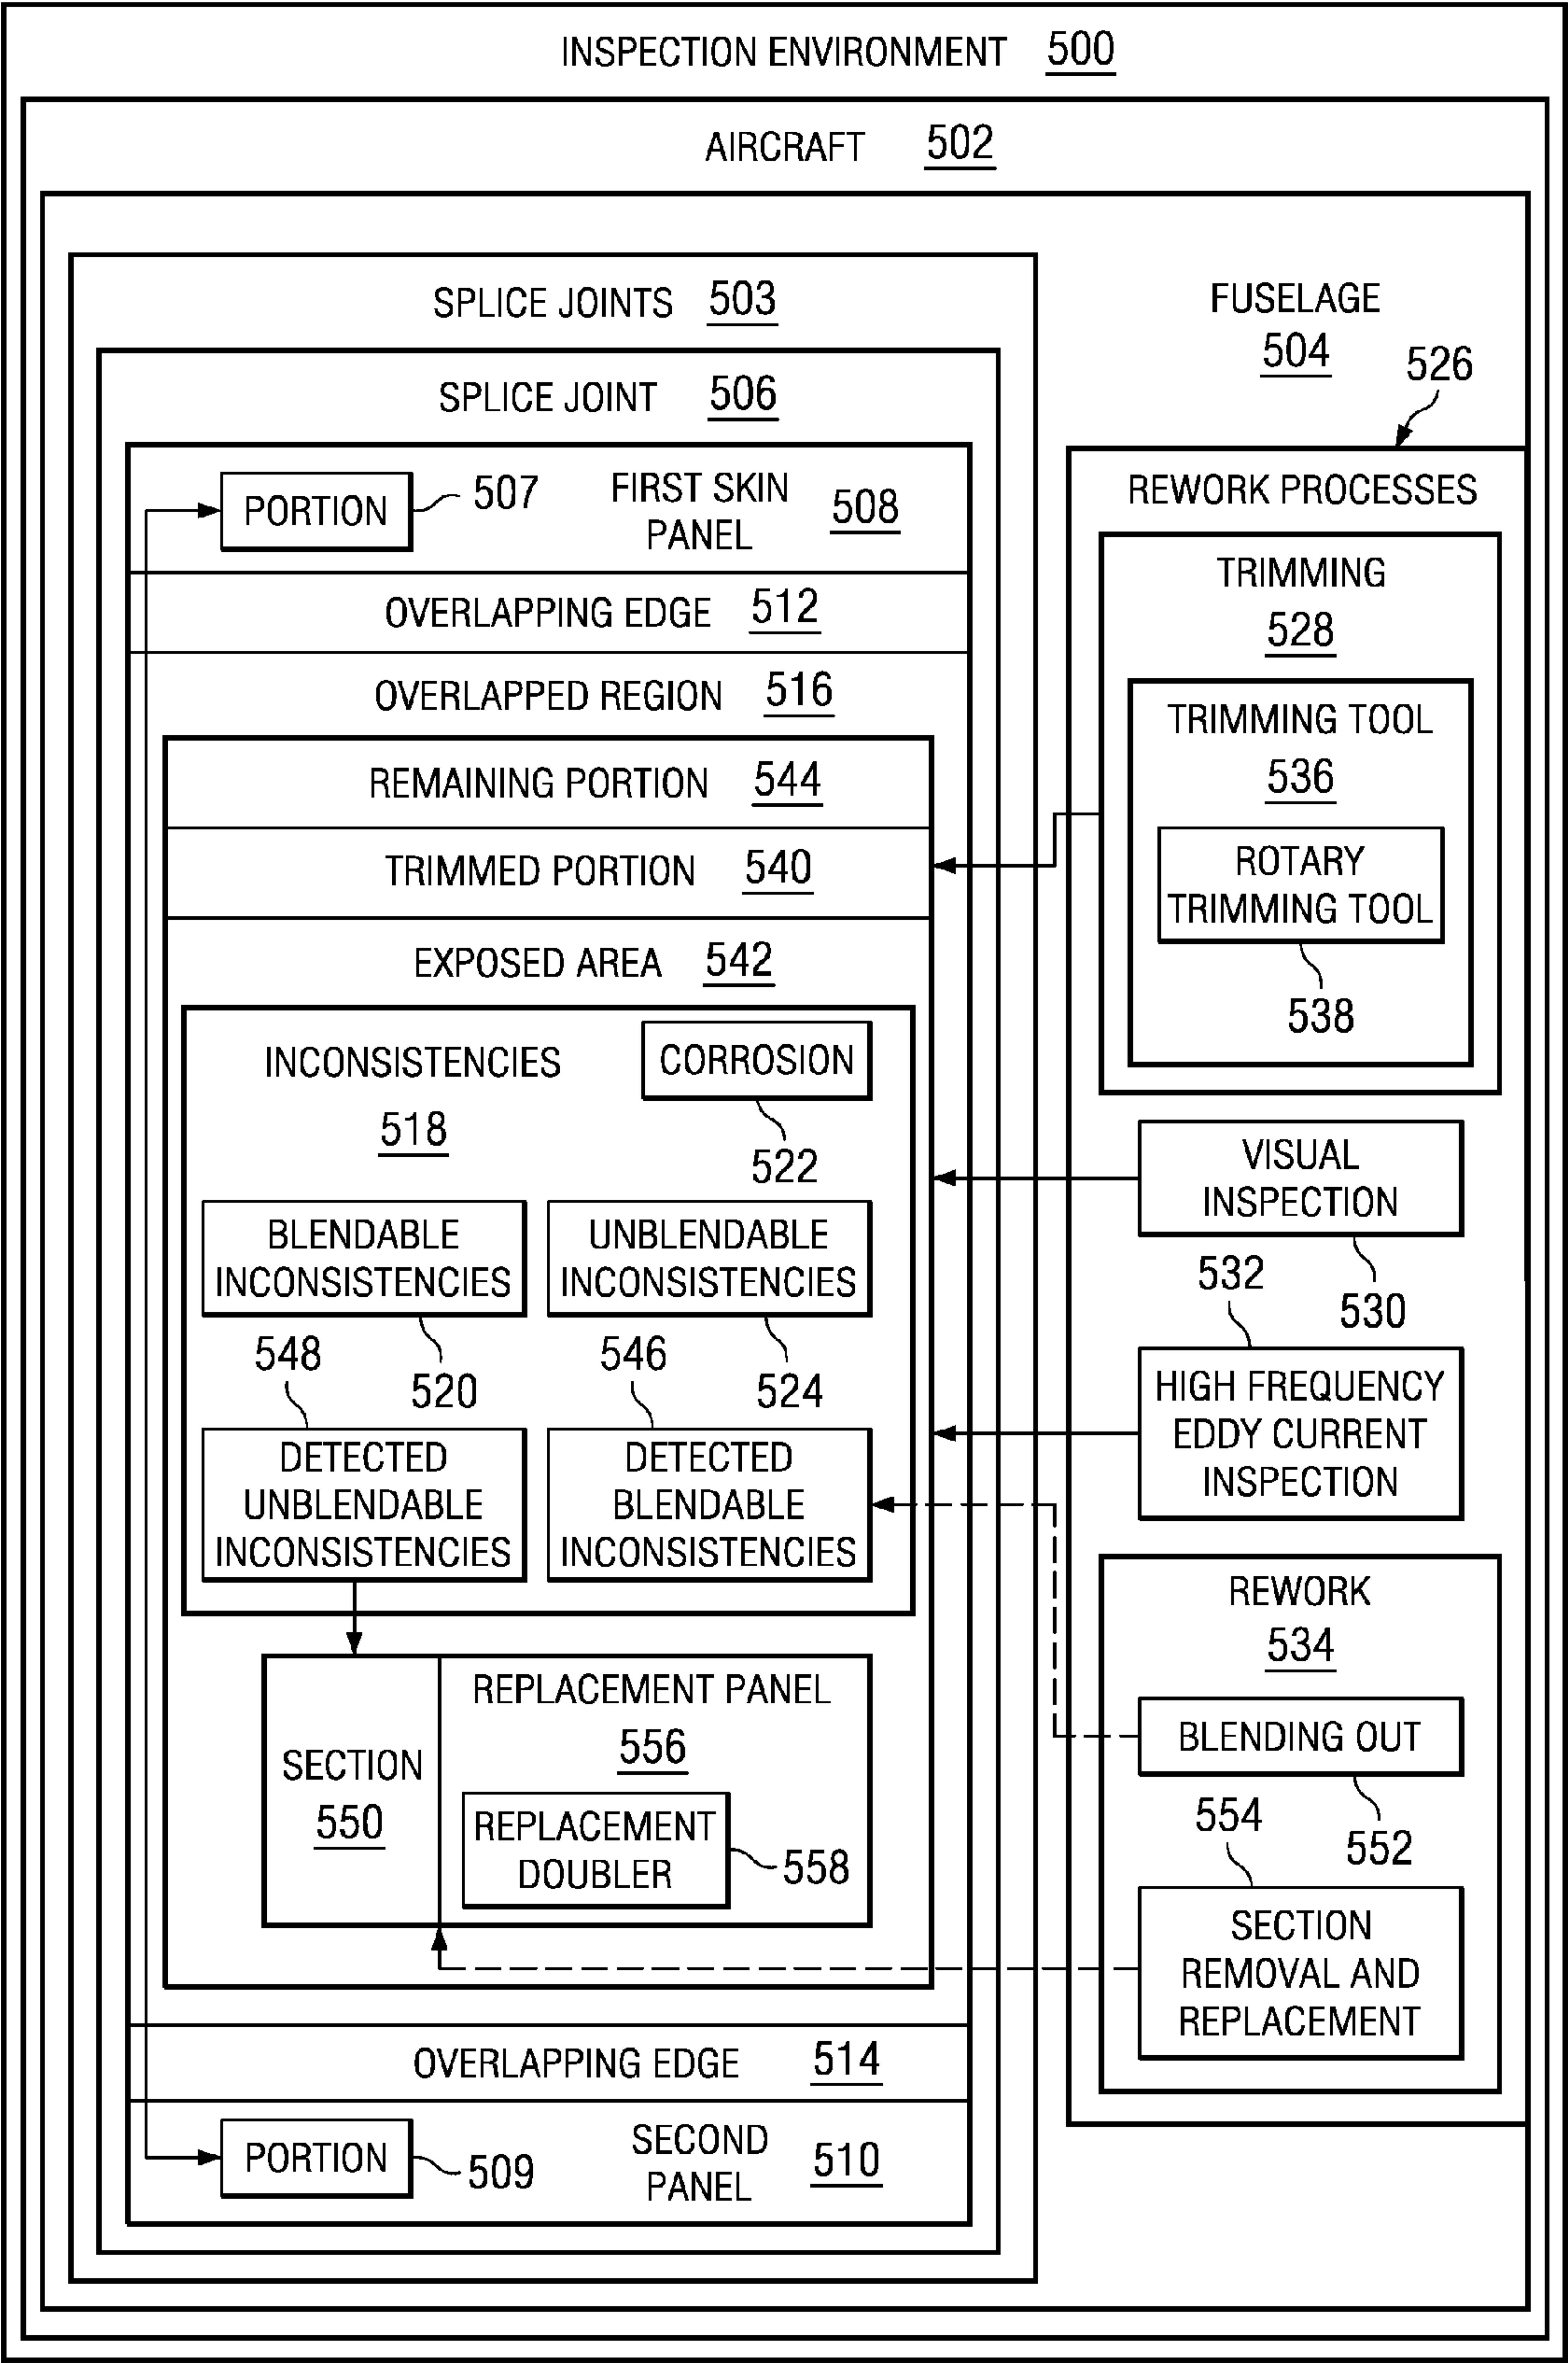 INSPECTION ENVIRONMENT 500
AIRCRAFT 502
SPLICE JOINTS 503
SPLICE JOINT 506
PORTION
507
FIRST SKIN
PANEL
508
OVERLAPPING EDGE 512
OVERLAPPED REGION 516
REMAINING PORTION 544
TRIMMED PORTION 540
EXPOSED AREA 542
INCONSISTENCIES
518
CORROSION
522
BLENDABLE
INCONSISTENCIES
520
UNBLENDABLE
INCONSISTENCIES
524
548
DETECTED
UNBLENDABLE
INCONSISTENCIES
546
DETECTED
BLENDABLE
INCONSISTENCIES
SECTION
550
REPLACEMENT PANEL
556
REPLACEMENT
DOUBLER
558
OVERLAPPING EDGE 514
PORTION
509
SECOND
PANEL
510
FUSELAGE
504
526
REWORK PROCESSES
TRIMMING
528
TRIMMING TOOL
536
ROTARY
TRIMMING TOOL
538
VISUAL
INSPECTION
530
532
HIGH FREQUENCY
EDDY CURRENT
INSPECTION
REWORK
534
BLENDING OUT
552
554
SECTION
REMOVAL AND
REPLACEMENT